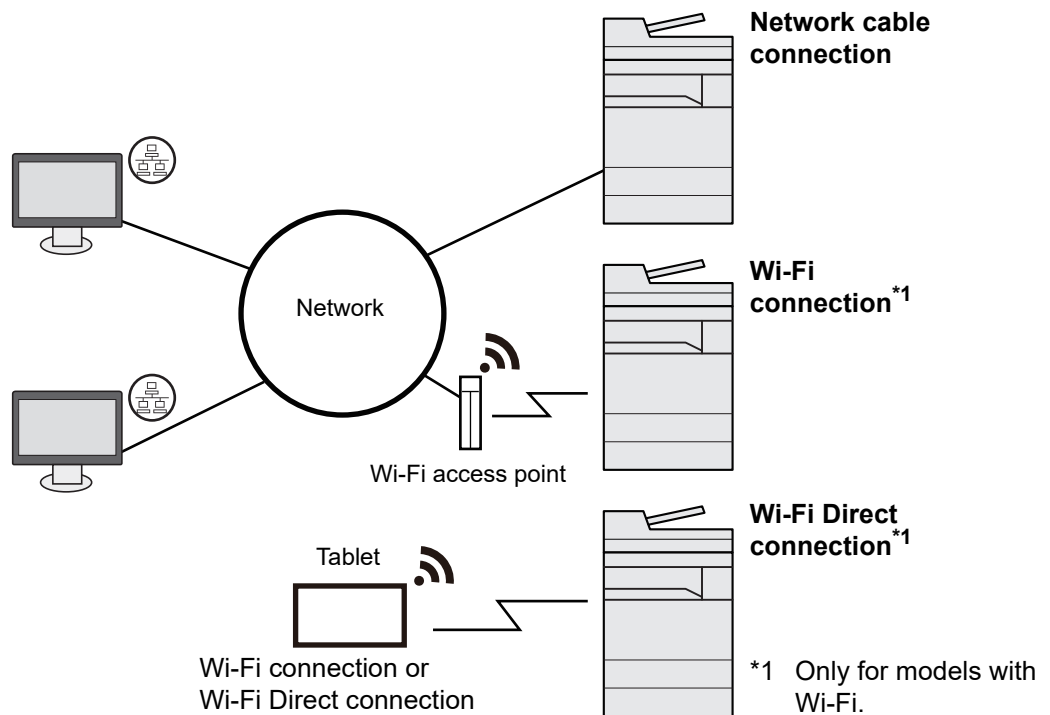 Network cable
connection
Network
Wi-Fi
connection*1
Wi-Fi access point
Wi-Fi Direct
connection*1
Tablet
Wi-Fi connection or
Wi-Fi Direct connection
*1 Only for models with
Wi-Fi.